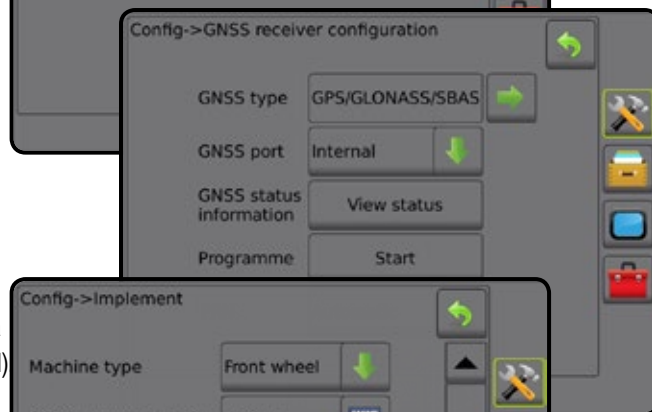 Config->GNSS receiver configuration
GNSS type GPS/GLONASS/SBAS
GNSS port Internal
GNSS status information View status
Programme Start
Config->Implement
Machine type Front wheel